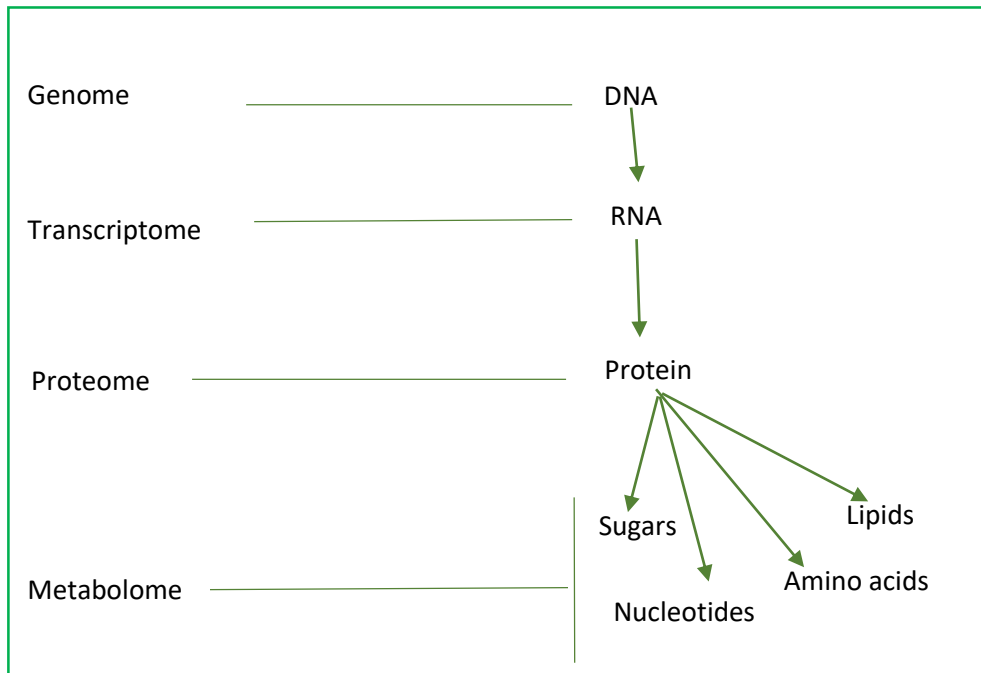 Genome
DNA
Transcriptome
RNA
Proteome
Protein
Sugars
Lipids
Metabolome
Nucleotides
Amino acids